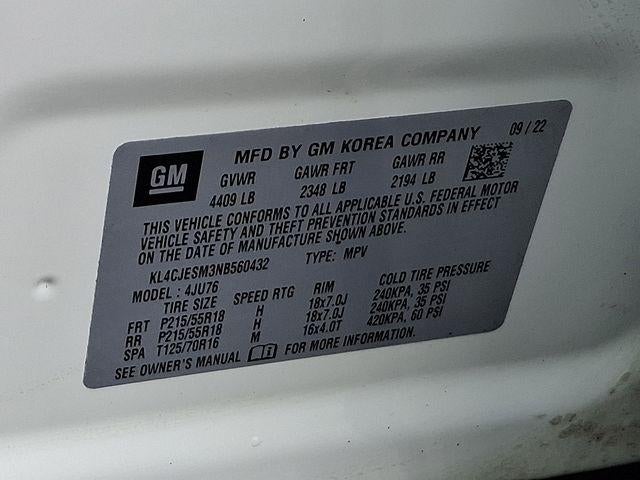 MFD BY GM KOREA COMPANY 09/22
GM
GVWR GAWR FRT GAWR RR
4409 LB 2348 LB 2194 LB
THIS VEHICLE CONFORMS TO ALL APPLICABLE U.S. FEDERAL MOTOR
VEHICLE SAFETY AND THEFT PREVENTION STANDARDS IN EFFECT
ON THE DATE OF MANUFACTURE SHOWN ABOVE.
KL4CJESM3NB560432 TYPE: MPV
MODEL : 4JU76
TIRE SIZE SPEED RTG RIM COLD TIRE PRESSURE
FRT P215/55R18 H 18x7.0J 240KPA, 35 PSI
RR P215/55R18 H 18x7.0J 240KPA, 35 PSI
SPA T125/70R16 M 16x4.0T 420KPA, 60 PSI
SEE OWNER'S MANUAL FOR MORE INFORMATION.